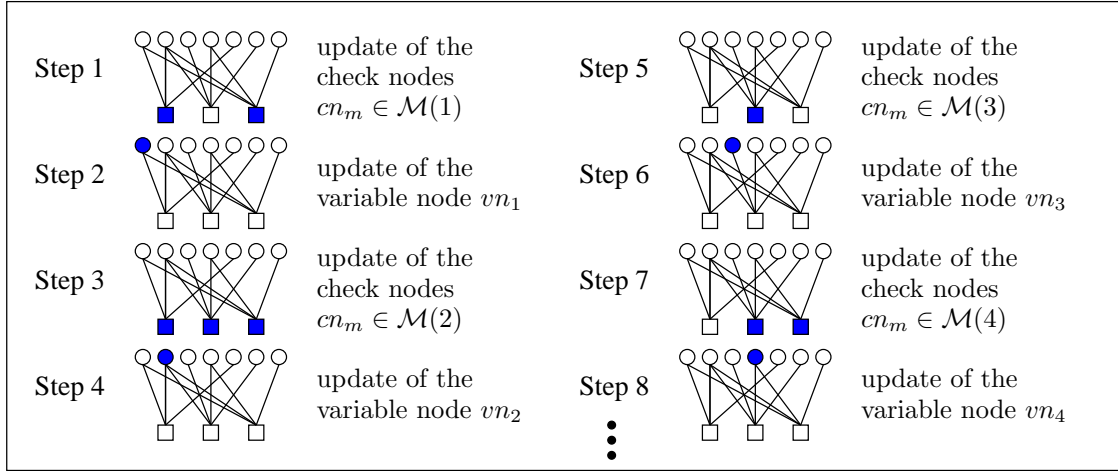 Step 1
update of the
check nodes
cnₘ ∈ ℳ(1)
Step 2
update of the
variable node vn₁
Step 3
update of the
check nodes
cnₘ ∈ ℳ(2)
Step 4
update of the
variable node vn₂
Step 5
update of the
check nodes
cnₘ ∈ ℳ(3)
Step 6
update of the
variable node vn₃
Step 7
update of the
check nodes
cnₘ ∈ ℳ(4)
Step 8
update of the
variable node vn₄